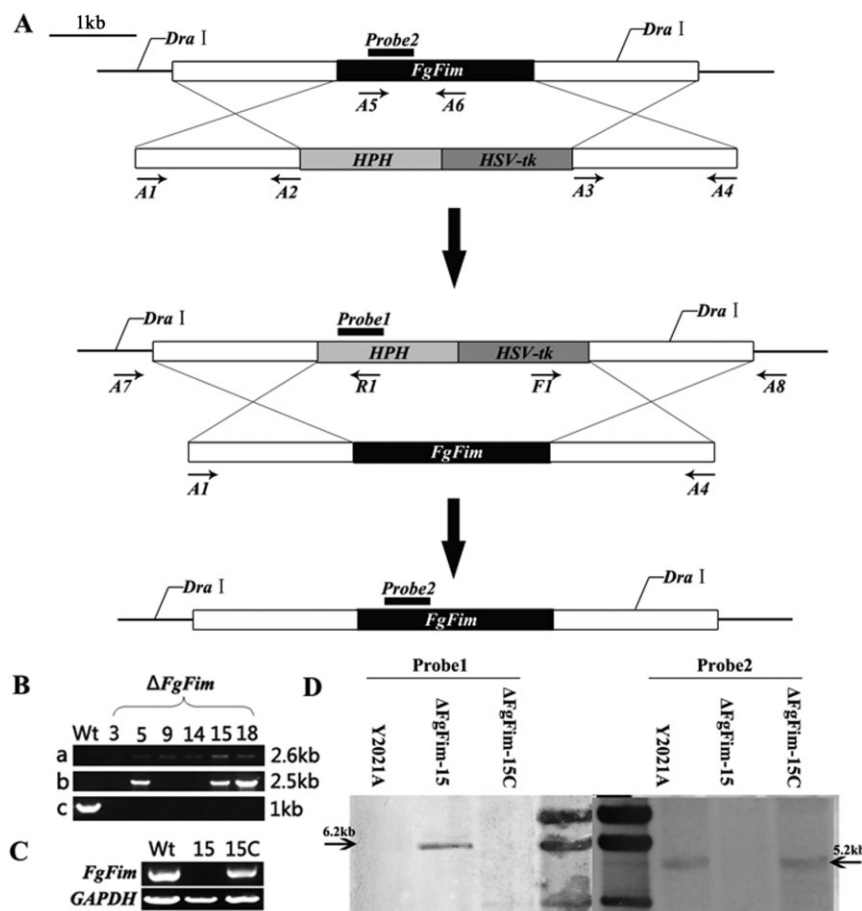 A
1kb
Dra I
Probe2
Dra I
FgFim
A5 A6
HPH HSV-tk
A1 A2 A3 A4
Dra I
Probe1
Dra I
HPH HSV-tk
A7 R1 F1 A8
FgFim
A1 A4
Dra I
Probe2
Dra I
FgFim
B
ΔFgFim
Wt 3 5 9 14 15 18
a 2.6kb
b 2.5kb
c 1kb
C
Wt 15 15C
FgFim
GAPDH
D
Probe1 Probe2
Y2021A
ΔFgFim-15
ΔFgFim-15C
Y2021A
ΔFgFim-15
ΔFgFim-15C
6.2kb
5.2kb